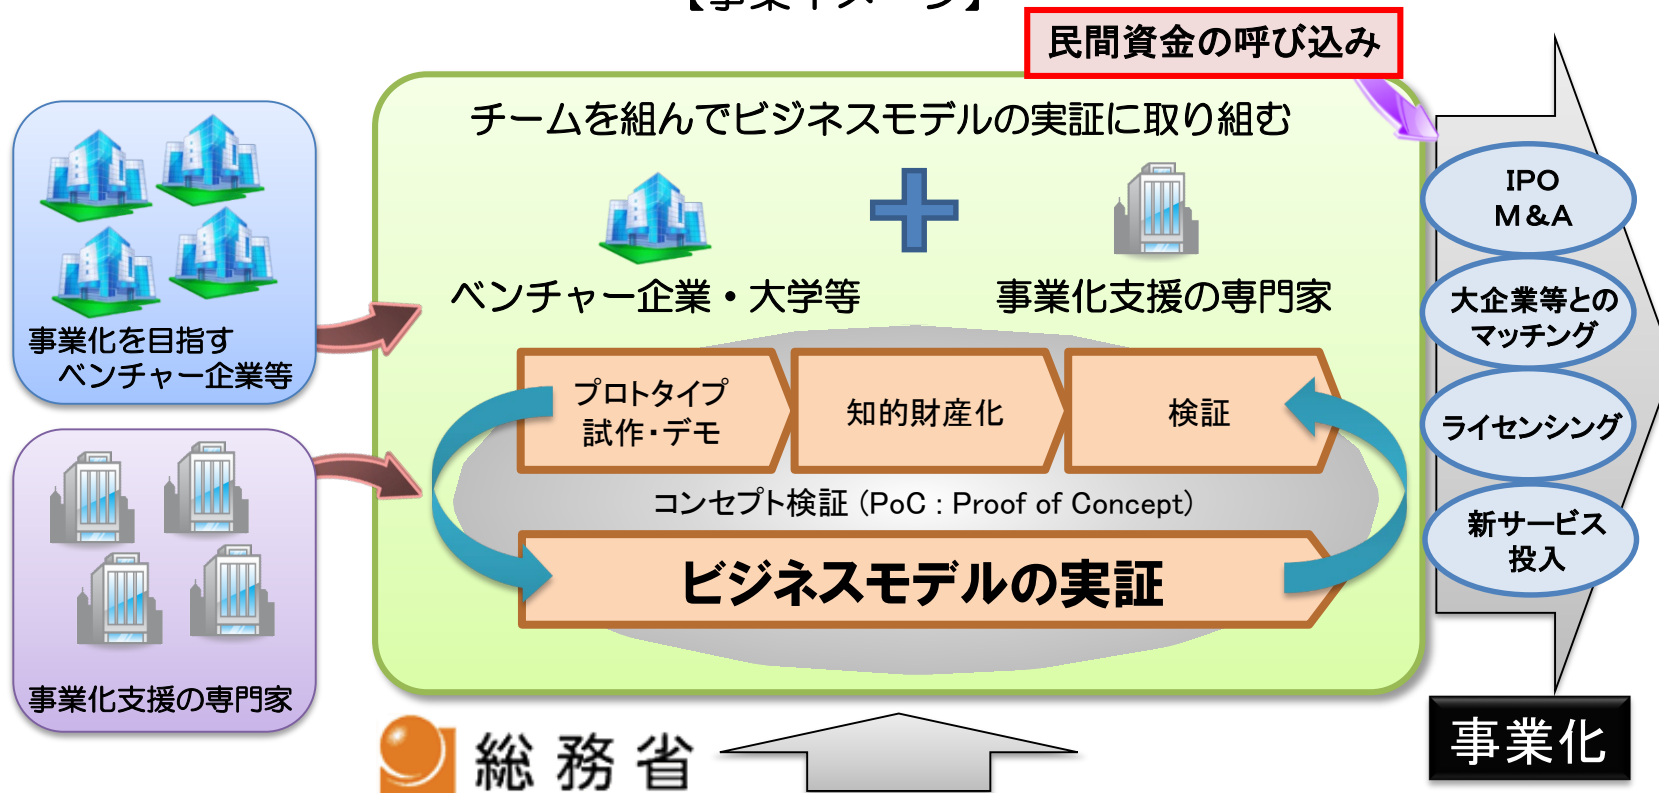 【事業イメージ】
民間資金の呼び込み
チームを組んでビジネスモデルの実証に取り組む
ベンチャー企業・大学等
事業化支援の専門家
事業化を目指す
ベンチャー企業等
事業化支援の専門家
プロトタイプ
試作・デモ
知的財産化
検証
コンセプト検証 (PoC : Proof of Concept)
ビジネスモデルの実証
IPO
M&A
大企業等との
マッチング
ライセンシング
新サービス
投入
事業化
総務省